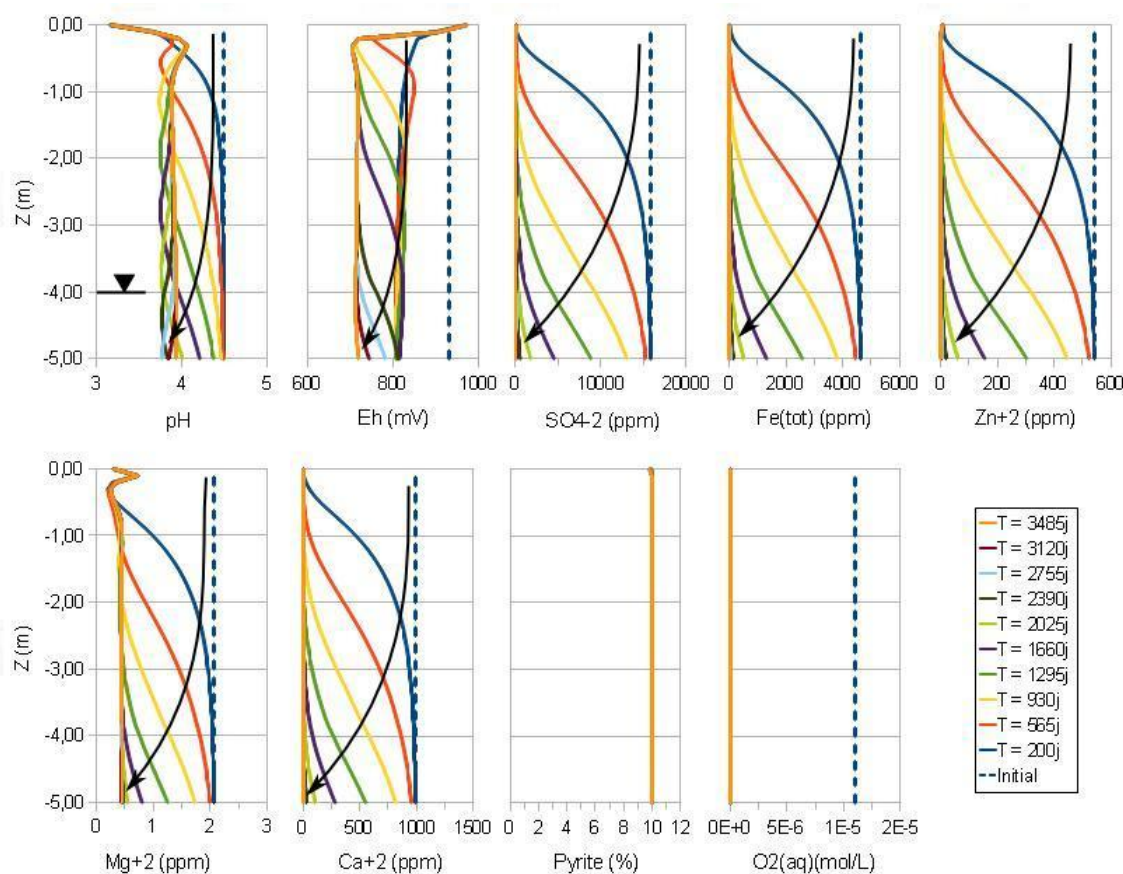 0,00
-1,00
-2,00
-3,00
-4,00
-5,00
Z (m)
3 4 5
pH
600 800 1000
Eh (mV)
0 10000 20000
SO4-2 (ppm)
0 2000 4000 6000
Fe(tot) (ppm)
0 200 400 600
Zn+2 (ppm)
0,00
-1,00
-2,00
-3,00
-4,00
-5,00
Z (m)
0 1 2 3
Mg+2 (ppm)
0 500 1000 1500
Ca+2 (ppm)
0 2 4 6 8 10 12
Pyrite (%)
0E+0 5E-6 1E-5 2E-5
O2(aq)(mol/L)
T = 3485j
T = 3120j
T = 2755j
T = 2390j
T = 2025j
T = 1660j
T = 1295j
T = 930j
T = 565j
T = 200j
Initial